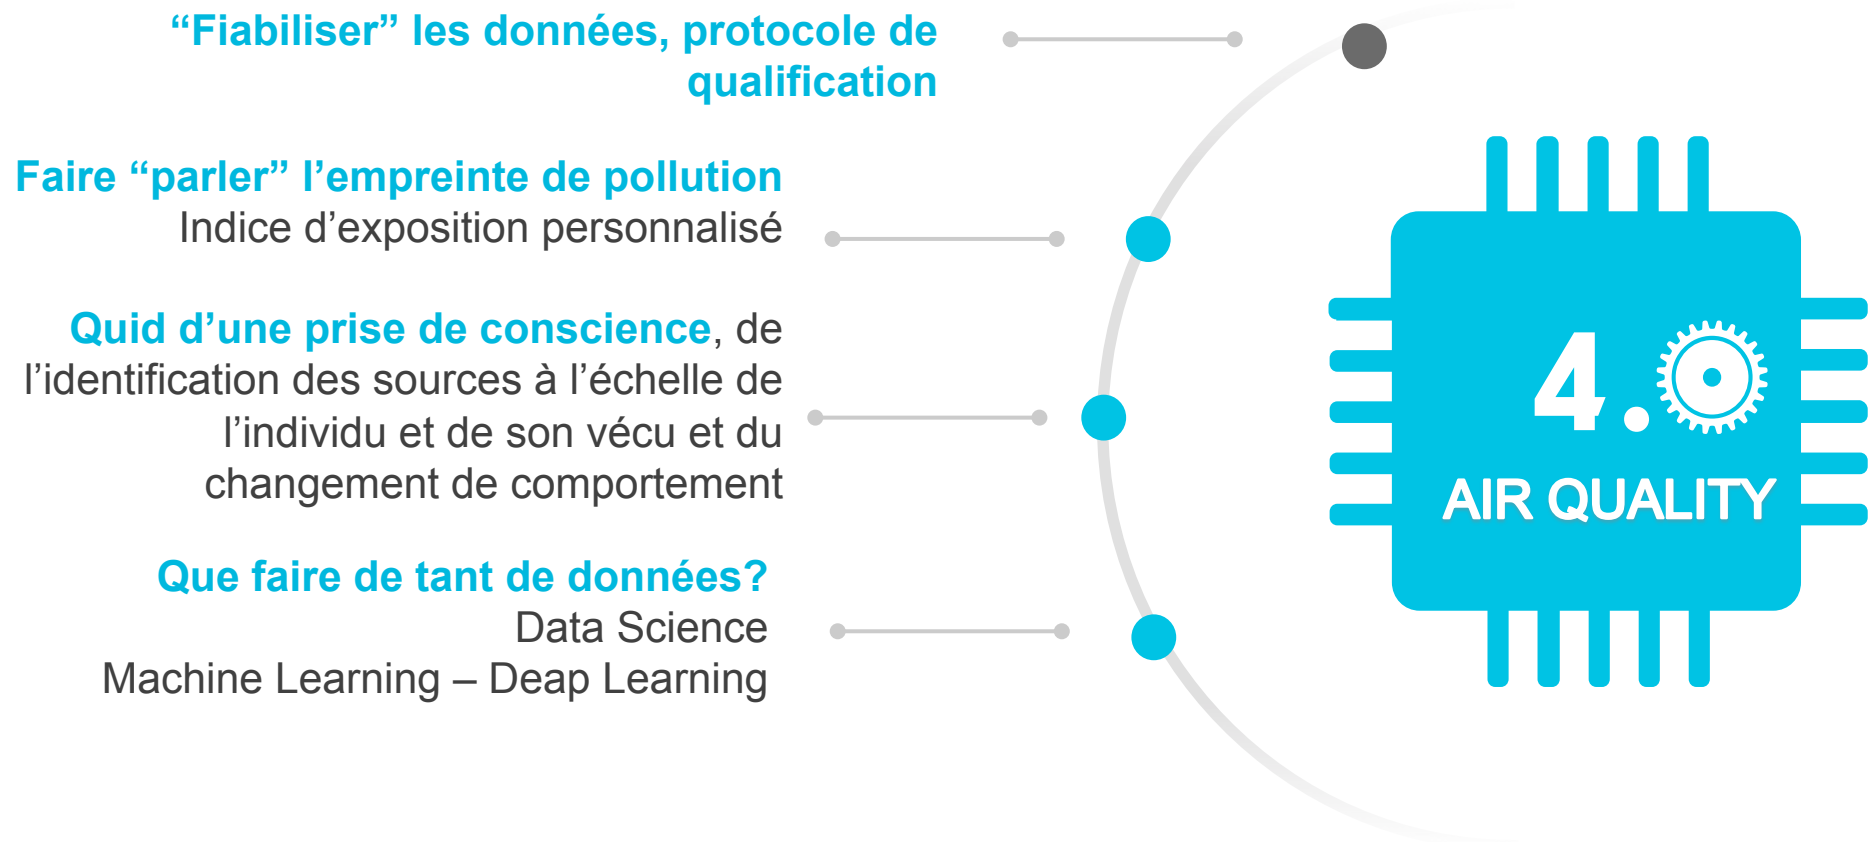 “Fiabiliser” les données, protocole de
qualification
Faire “parler” l’empreinte de pollution
Indice d’exposition personnalisé
Quid d’une prise de conscience, de
l’identification des sources à l’échelle de
l’individu et de son vécu et du
changement de comportement
Que faire de tant de données?
Data Science
Machine Learning – Deap Learning
4.0
AIR QUALITY